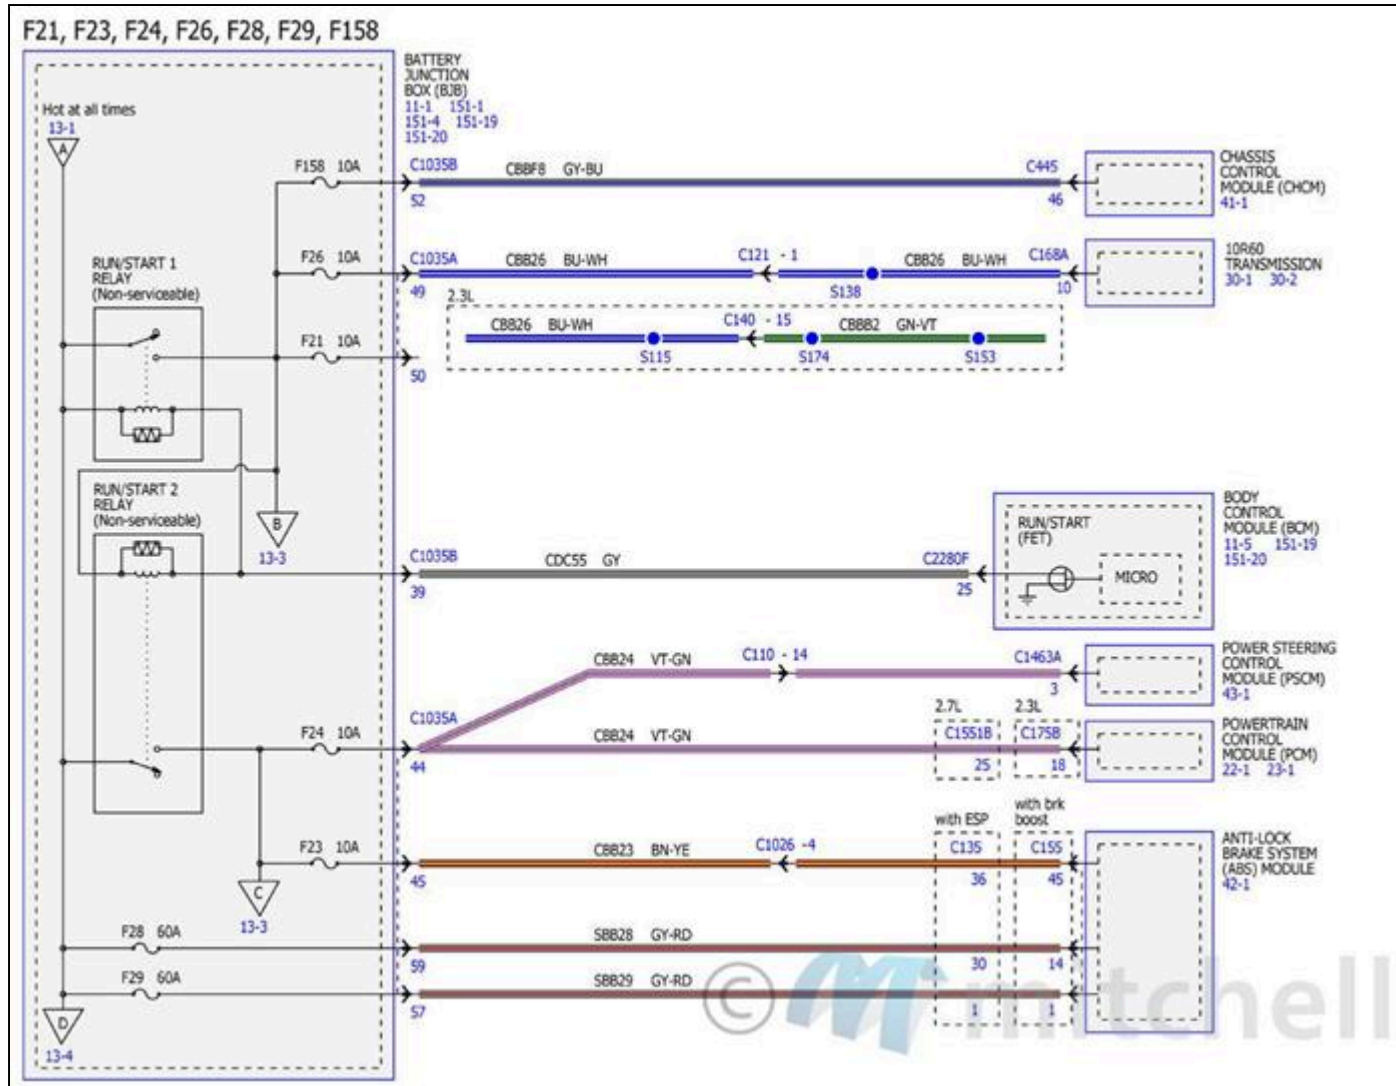 F21, F23, F24, F26, F28, F29, F158
BATTERY
JUNCTION
BOX (BJB)
11-1 151-1
151-4 151-19
151-20
Hot at all times
13-1
A
F158 10A
C1035B
CBBF8 GY-BU
C445
52
46
CHASSIS
CONTROL
MODULE (CHCM)
41-1
F26 10A
C1035A
CBB26 BU-WH
C121 - 1
CBB26 BU-WH
C168A
49
S138
10
10R60
TRANSMISSION
30-1 30-2
RUN/START 1
RELAY
(Non-serviceable)
2.3L
CBB26 BU-WH
C140 - 15
CBBB2 GN-VT
S115
S174
S153
F21 10A
50
RUN/START 2
RELAY
(Non-serviceable)
B
13-3
C1035B
CDC55 GY
C2280F
39
25
RUN/START
(FET)
MICRO
BODY
CONTROL
MODULE (BCM)
11-5 151-19
151-20
CBB24 VT-GN
C110 - 14
C1463A
3
POWER STEERING
CONTROL
MODULE (PSCM)
43-1
F24 10A
C1035A
44
CBB24 VT-GN
2.7L
C1551B
25
2.3L
C175B
18
POWERTRAIN
CONTROL
MODULE (PCM)
22-1 23-1
F23 10A
45
CBB23 BN-YE
C1026 -4
with ESP
C135
36
with brk
boost
C155
45
ANTI-LOCK
BRAKE SYSTEM
(ABS) MODULE
42-1
C
13-3
F28 60A
59
SBB28 GY-RD
30
14
F29 60A
57
SBB29 GY-RD
1
1
D
13-4
© mitchell